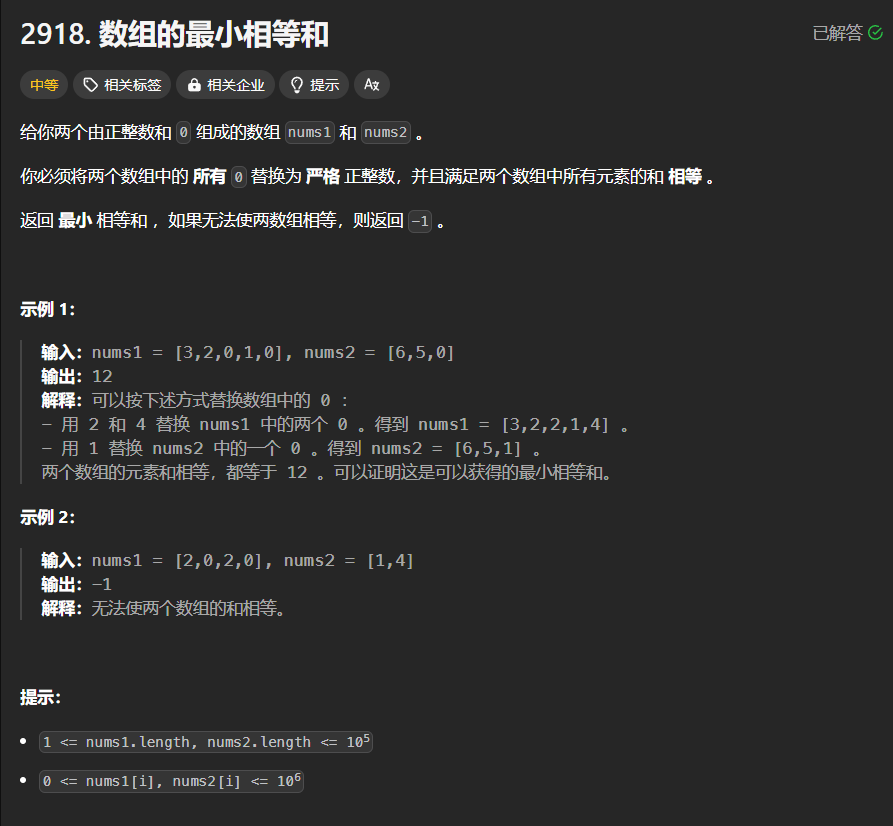 2918. 数组的最小相等和
已解答
中等 相关标签 相关企业 提示
给你两个由正整数和 0 组成的数组 nums1 和 nums2 。
你必须将两个数组中的 所有 0 替换为 严格 正整数，并且满足两个数组中所有元素的和 相等 。
返回 最小 相等和 ，如果无法使两数组相等，则返回 -1 。
示例 1：
输入：nums1 = [3,2,0,1,0], nums2 = [6,5,0]
输出：12
解释：可以按下述方式替换数组中的 0 ：
- 用 2 和 4 替换 nums1 中的两个 0 。得到 nums1 = [3,2,2,1,4] 。
- 用 1 替换 nums2 中的一个 0 。得到 nums2 = [6,5,1] 。
两个数组的元素和相等，都等于 12 。可以证明这是可以获得的最小相等和。
示例 2：
输入：nums1 = [2,0,2,0], nums2 = [1,4]
输出：-1
解释：无法使两个数组的和相等。
提示：
• 1 <= nums1.length, nums2.length <= 10⁵
• 0 <= nums1[i], nums2[i] <= 10⁶